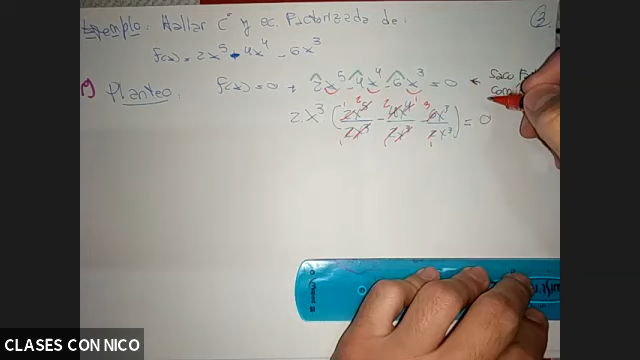 Ejemplo: Hallar C° y ec. Factorizada de:
f(x) = 2x⁵ - 4x⁴ - 6x³
Planteo: f(x)=0 → 2x⁵ - 4x⁴ - 6x³ = 0 ← Saco
2x³ (2x⁵/2x³ - 4x⁴/2x³ - 6x³/2x³) = 0
CLASES CON NICO